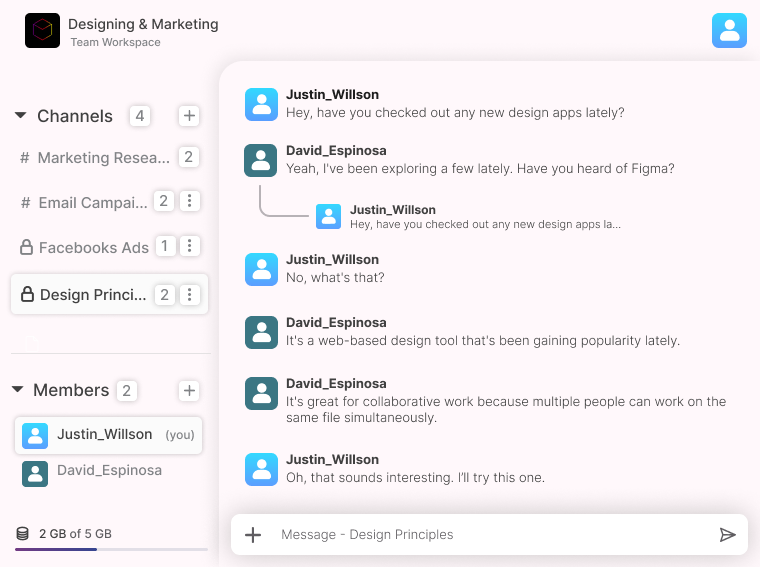 Designing & Marketing
Team Workspace
Channels 4
# Marketing Resea... 2
# Email Campai... 2
Facebooks Ads 1
Design Princi... 2
Members 2
Justin_Willson (you)
David_Espinosa
2 GB of 5 GB
Justin_Willson
Hey, have you checked out any new design apps lately?
David_Espinosa
Yeah, I've been exploring a few lately. Have you heard of Figma?
Justin_Willson
Hey, have you checked out any new design apps la...
Justin_Willson
No, what's that?
David_Espinosa
It's a web-based design tool that's been gaining popularity lately.
David_Espinosa
It's great for collaborative work because multiple people can work on the
same file simultaneously.
Justin_Willson
Oh, that sounds interesting. I'll try this one.
Message - Design Principles